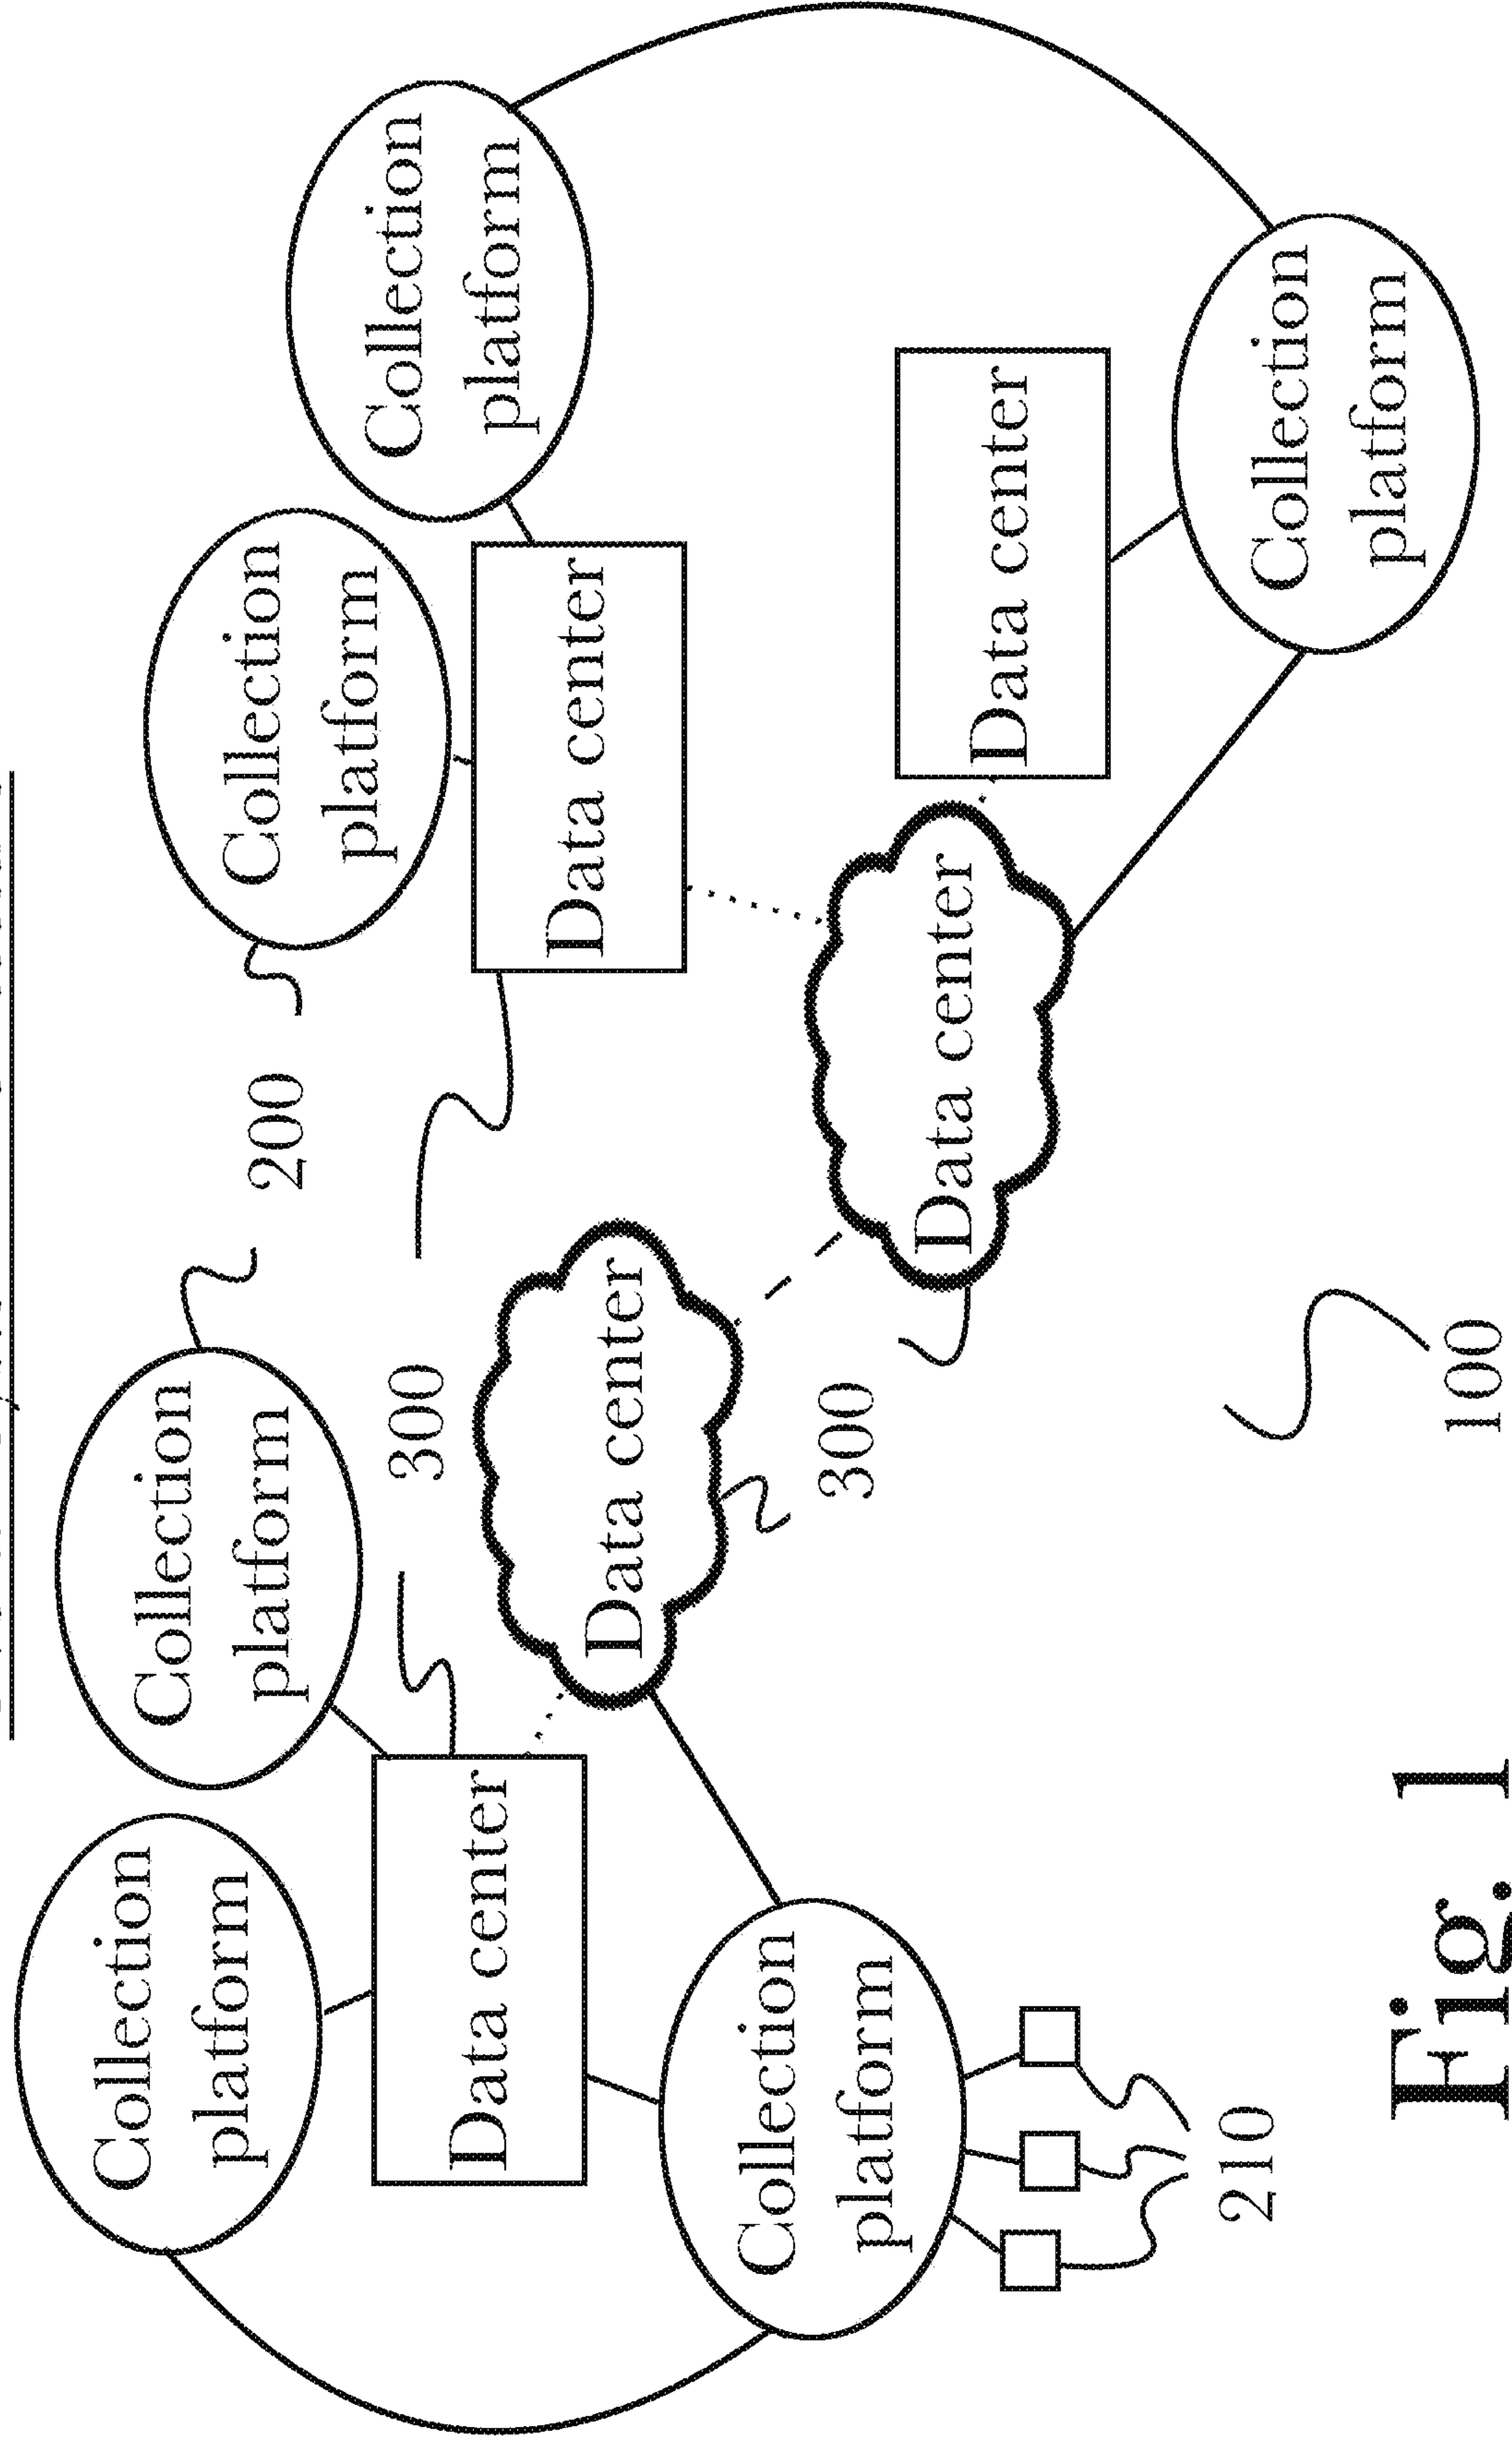 Collection
platform
Collection
platform
200
Collection
platform
Collection
platform
300
Data center
Data center
Data center
Data center
Data center
300
Collection
platform
Collection
platform
210
100
Fig. 1